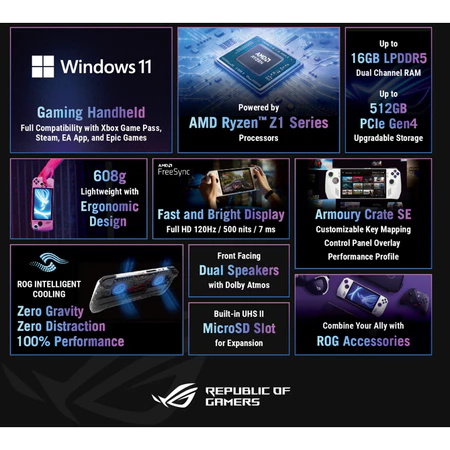 Windows 11
Gaming Handheld
Full Compatibility with Xbox Game Pass,
Steam, EA App, and Epic Games
AMD
RYZEN
Powered by
AMD Ryzen™ Z1 Series
Processors
Up to
16GB LPDDR5
Dual Channel RAM
Up to
512GB
PCIe Gen4
Upgradable Storage
608g
Lightweight with
Ergonomic
Design
AMD
FreeSync
Fast and Bright Display
Full HD 120Hz / 500 nits / 7 ms
Armoury Crate SE
Customizable Key Mapping
Control Panel Overlay
Performance Profile
ROG INTELLIGENT
COOLING
Zero Gravity
Zero Distraction
100% Performance
Front Facing
Dual Speakers
with Dolby Atmos
Built-in UHS II
MicroSD Slot
for Expansion
Combine Your Ally with
ROG Accessories
REPUBLIC OF
GAMERS